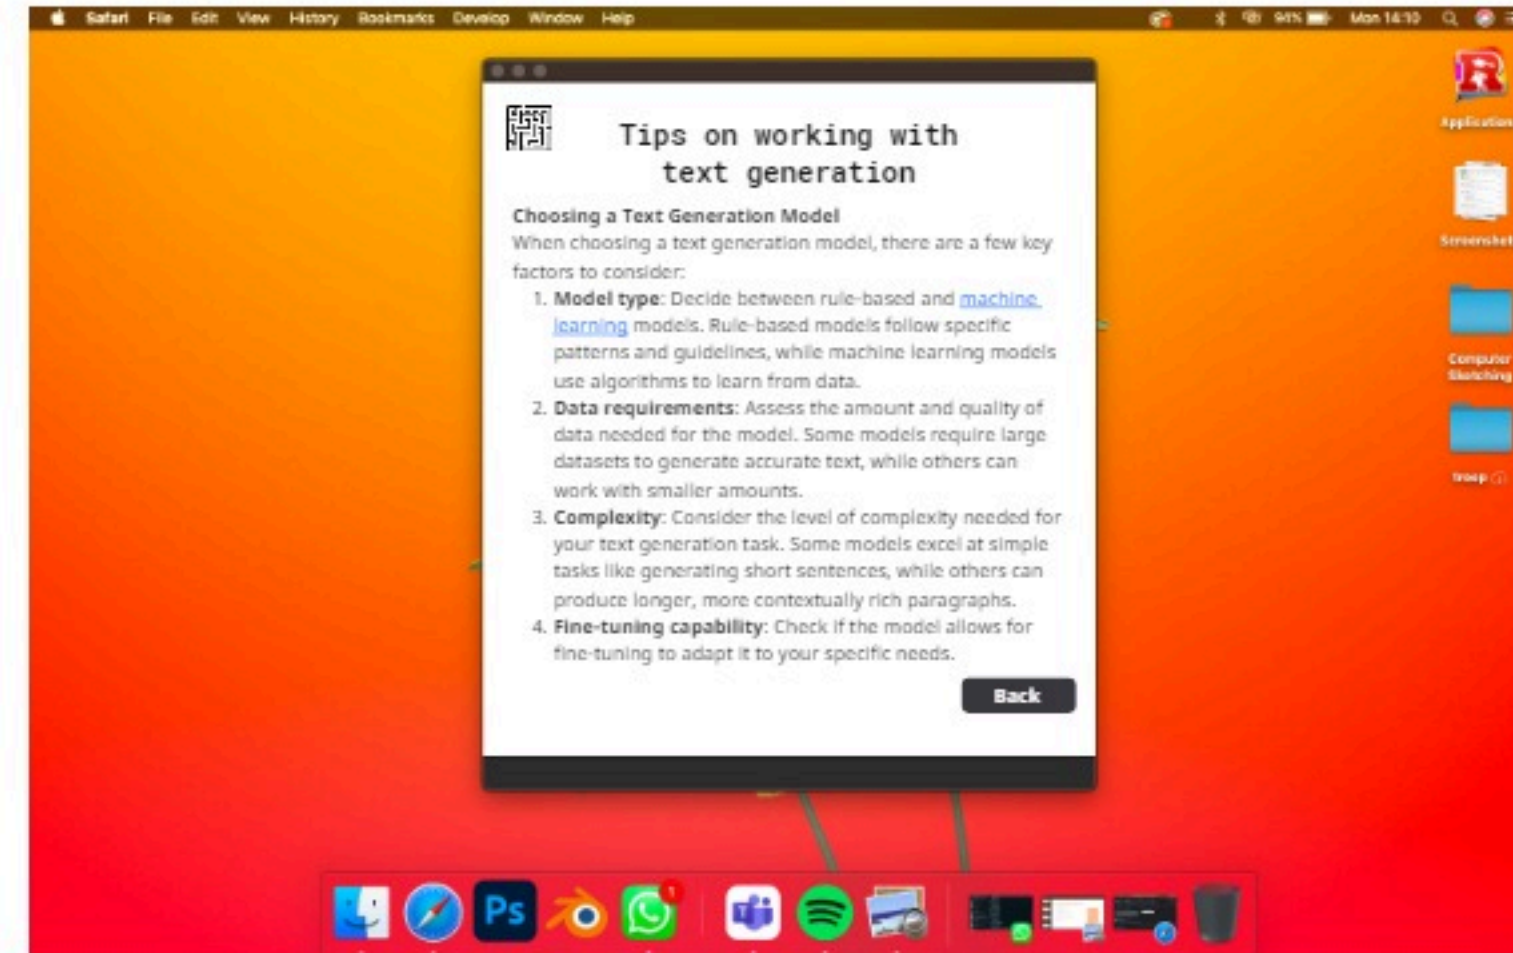 Safari File Edit View History Bookmarks Develop Window Help
94% Mon 14:10
Tips on working with
text generation
Choosing a Text Generation Model
When choosing a text generation model, there are a few key
factors to consider:
1. Model type: Decide between rule-based and machine
learning models. Rule-based models follow specific
patterns and guidelines, while machine learning models
use algorithms to learn from data.
2. Data requirements: Assess the amount and quality of
data needed for the model. Some models require large
datasets to generate accurate text, while others can
work with smaller amounts.
3. Complexity: Consider the level of complexity needed for
your text generation task. Some models excel at simple
tasks like generating short sentences, while others can
produce longer, more contextually rich paragraphs.
4. Fine-tuning capability: Check if the model allows for
fine-tuning to adapt it to your specific needs.
Back
Application
Screenshot
Computer
Sketching
Ps
1